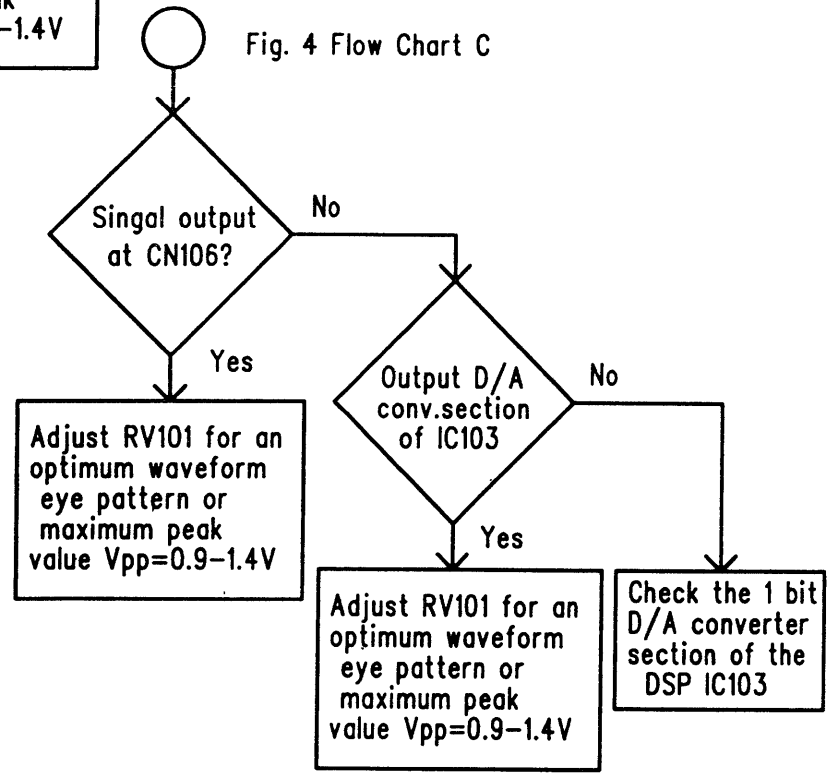 -1.4V
Fig. 4 Flow Chart C
Singal output
at CN106?
No
Yes
Adjust RV101 for an
optimum waveform
eye pattern or
maximum peak
value Vpp=0.9-1.4V
Output D/A
conv.section
of IC103
No
Yes
Adjust RV101 for an
optimum waveform
eye pattern or
maximum peak
value Vpp=0.9-1.4V
Check the 1 bit
D/A converter
section of the
DSP IC103